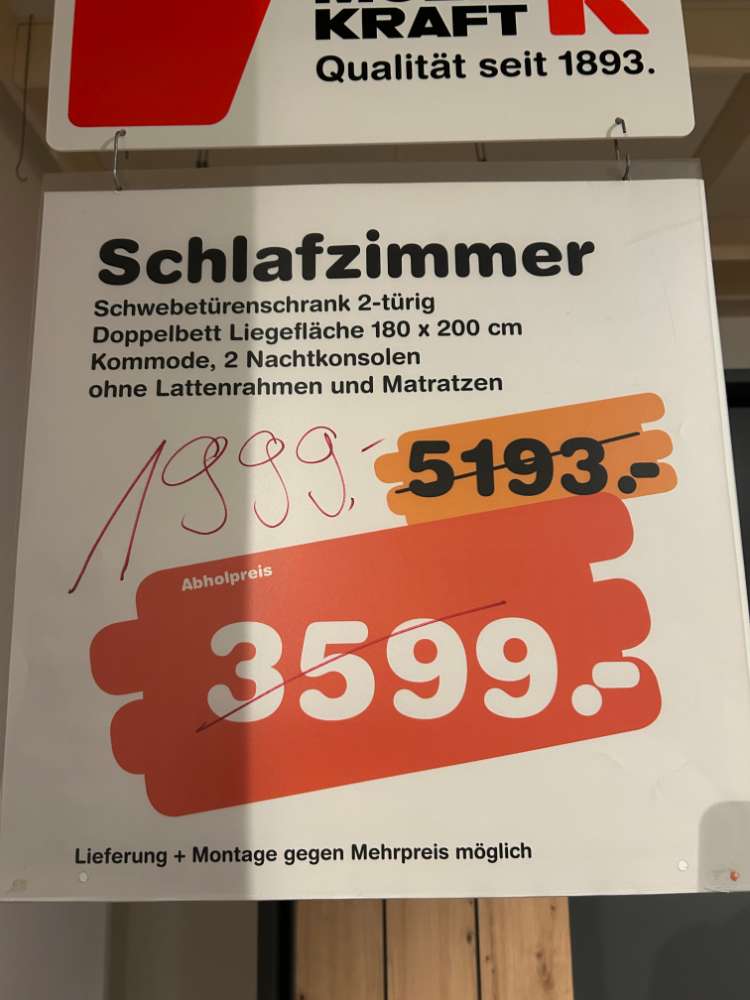 KRAFT
Qualität seit 1893.
Schlafzimmer
Schwebetürenschrank 2-türig
Doppelbett Liegefläche 180 x 200 cm
Kommode, 2 Nachtkonsolen
ohne Lattenrahmen und Matratzen
1999,-
5193.-
Abholpreis
3599.-
Lieferung + Montage gegen Mehrpreis möglich